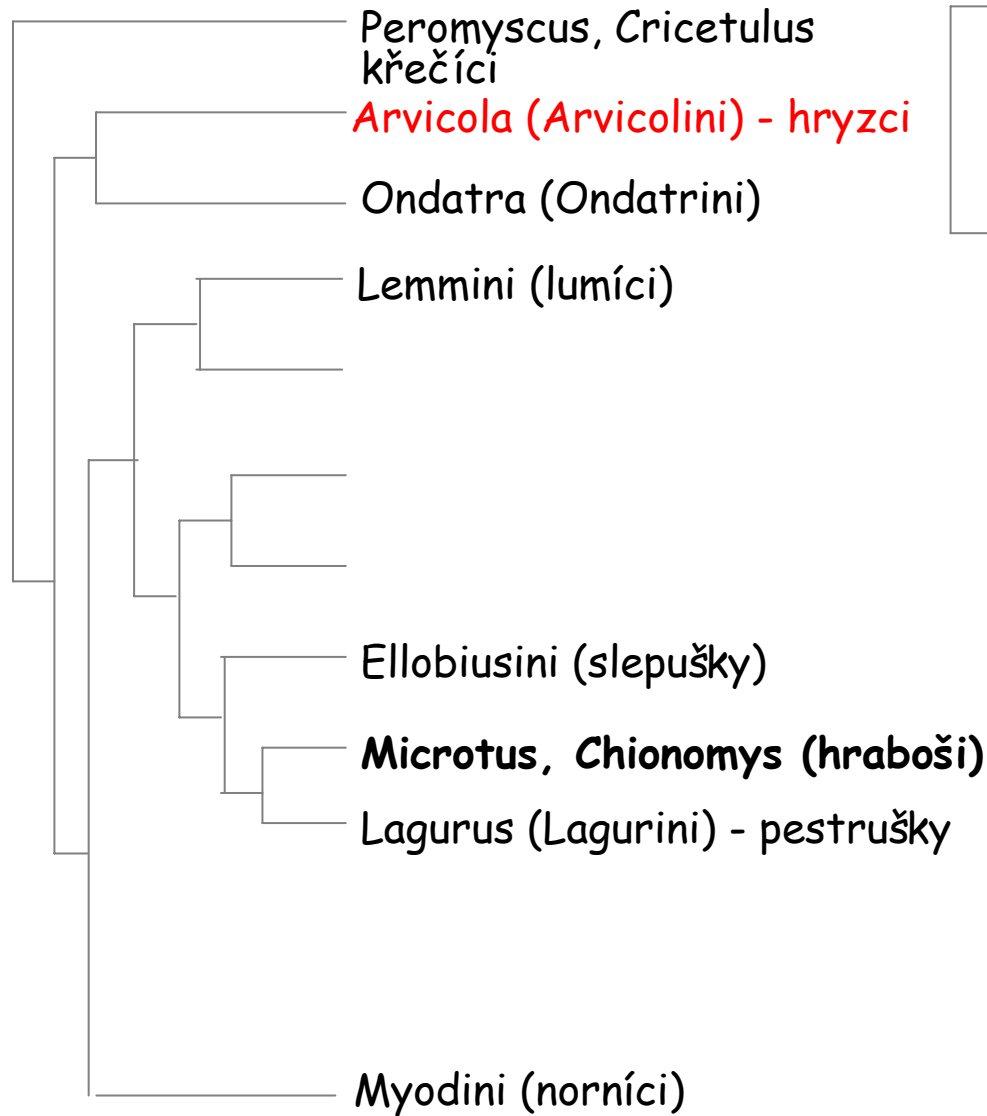 Peromyscus, Cricetulus
křečíci
Arvicola (Arvicolini) - hryzci
Ondatra (Ondatrini)
Lemmini (lumíci)
Ellobiusini (slepušky)
Microtus, Chionomys (hraboši)
Lagurus (Lagurini) - pestrušky
Myodini (norníci)